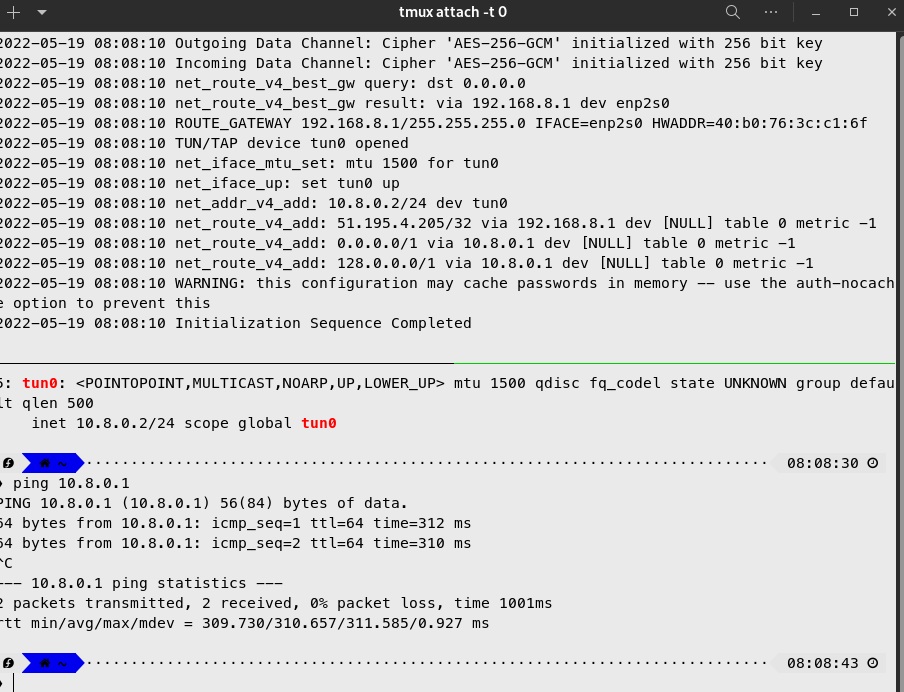 tmux attach -t 0
2022-05-19 08:08:10 Outgoing Data Channel: Cipher 'AES-256-GCM' initialized with 256 bit key
2022-05-19 08:08:10 Incoming Data Channel: Cipher 'AES-256-GCM' initialized with 256 bit key
2022-05-19 08:08:10 net_route_v4_best_gw query: dst 0.0.0.0
2022-05-19 08:08:10 net_route_v4_best_gw result: via 192.168.8.1 dev enp2s0
2022-05-19 08:08:10 ROUTE_GATEWAY 192.168.8.1/255.255.255.0 IFACE=enp2s0 HWADDR=40:b0:76:3c:c1:6f
2022-05-19 08:08:10 TUN/TAP device tun0 opened
2022-05-19 08:08:10 net_iface_mtu_set: mtu 1500 for tun0
2022-05-19 08:08:10 net_iface_up: set tun0 up
2022-05-19 08:08:10 net_addr_v4_add: 10.8.0.2/24 dev tun0
2022-05-19 08:08:10 net_route_v4_add: 51.195.4.205/32 via 192.168.8.1 dev [NULL] table 0 metric -1
2022-05-19 08:08:10 net_route_v4_add: 0.0.0.0/1 via 10.8.0.1 dev [NULL] table 0 metric -1
2022-05-19 08:08:10 net_route_v4_add: 128.0.0.0/1 via 10.8.0.1 dev [NULL] table 0 metric -1
2022-05-19 08:08:10 WARNING: this configuration may cache passwords in memory -- use the auth-nocach
e option to prevent this
2022-05-19 08:08:10 Initialization Sequence Completed
5: tun0: <POINTOPOINT,MULTICAST,NOARP,UP,LOWER_UP> mtu 1500 qdisc fq_codel state UNKNOWN group defau
lt qlen 500
inet 10.8.0.2/24 scope global tun0
~ 08:08:30
ping 10.8.0.1
PING 10.8.0.1 (10.8.0.1) 56(84) bytes of data.
64 bytes from 10.8.0.1: icmp_seq=1 ttl=64 time=312 ms
64 bytes from 10.8.0.1: icmp_seq=2 ttl=64 time=310 ms
^C
--- 10.8.0.1 ping statistics ---
2 packets transmitted, 2 received, 0% packet loss, time 1001ms
rtt min/avg/max/mdev = 309.730/310.657/311.585/0.927 ms
~ 08:08:43